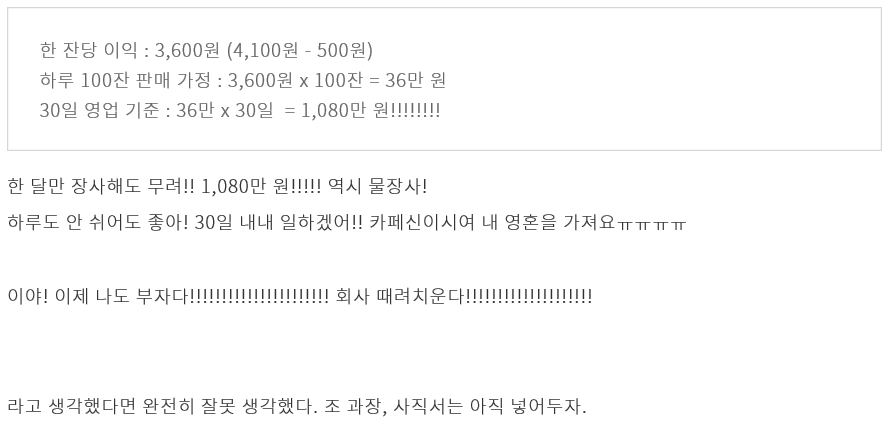 한 잔당 이익 : 3,600원 (4,100원 - 500원)
하루 100잔 판매 가정 : 3,600원 x 100잔 = 36만 원
30일 영업 기준 : 36만 x 30일  = 1,080만 원!!!!!!!!
한 달만 장사해도 무려!! 1,080만 원!!!!! 역시 물장사!
하루도 안 쉬어도 좋아! 30일 내내 일하겠어!! 카페신이시여 내 영혼을 가져요ㅠㅠㅠㅠ
이야! 이제 나도 부자다!!!!!!!!!!!!!!!!!!!!!! 회사 때려치운다!!!!!!!!!!!!!!!!!!!!
라고 생각했다면 완전히 잘못 생각했다. 조 과장, 사직서는 아직 넣어두자.